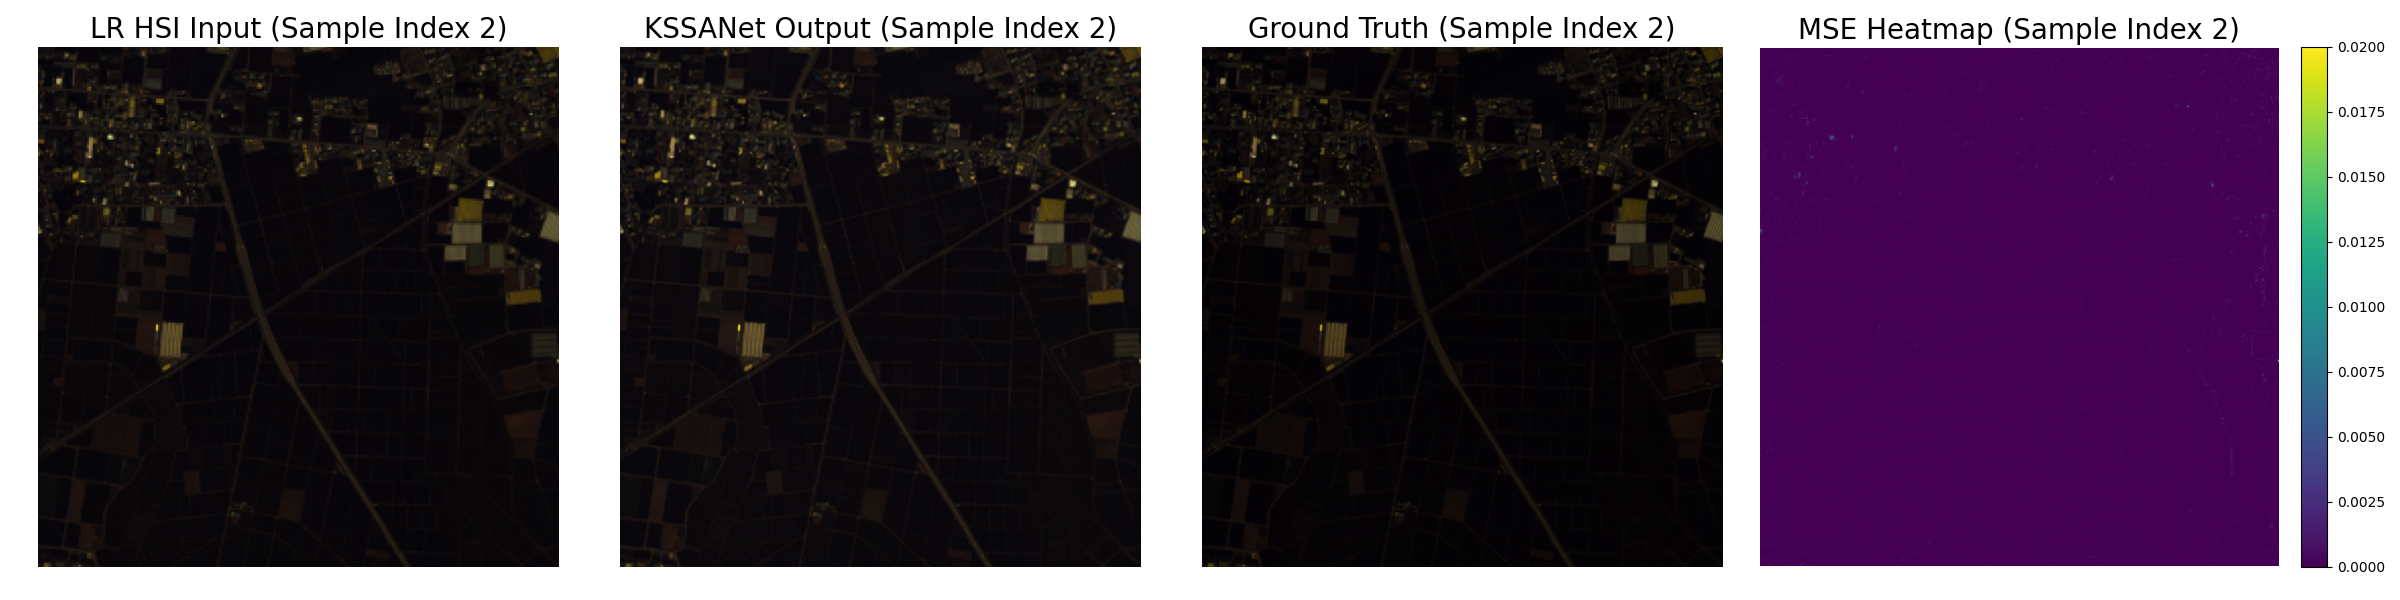 LR HSI Input (Sample Index 2)
KSSANet Output (Sample Index 2)
Ground Truth (Sample Index 2)
MSE Heatmap (Sample Index 2)
0.0200
0.0175
0.0150
0.0125
0.0100
0.0075
0.0050
0.0025
0.0000